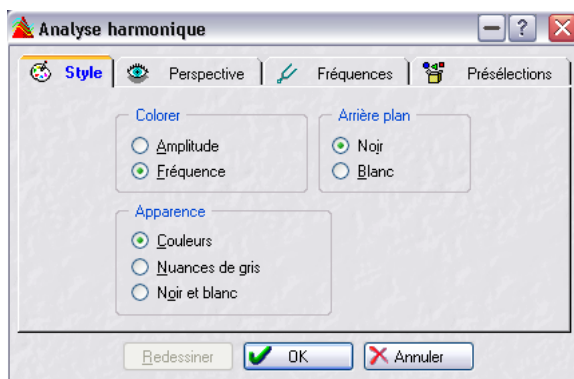 Analyse harmonique
Style Perspective Fréquences Présélections
Colorer
Amplitude
Fréquence
Arrière plan
Noir
Blanc
Apparence
Couleurs
Nuances de gris
Noir et blanc
Redessiner OK Annuler